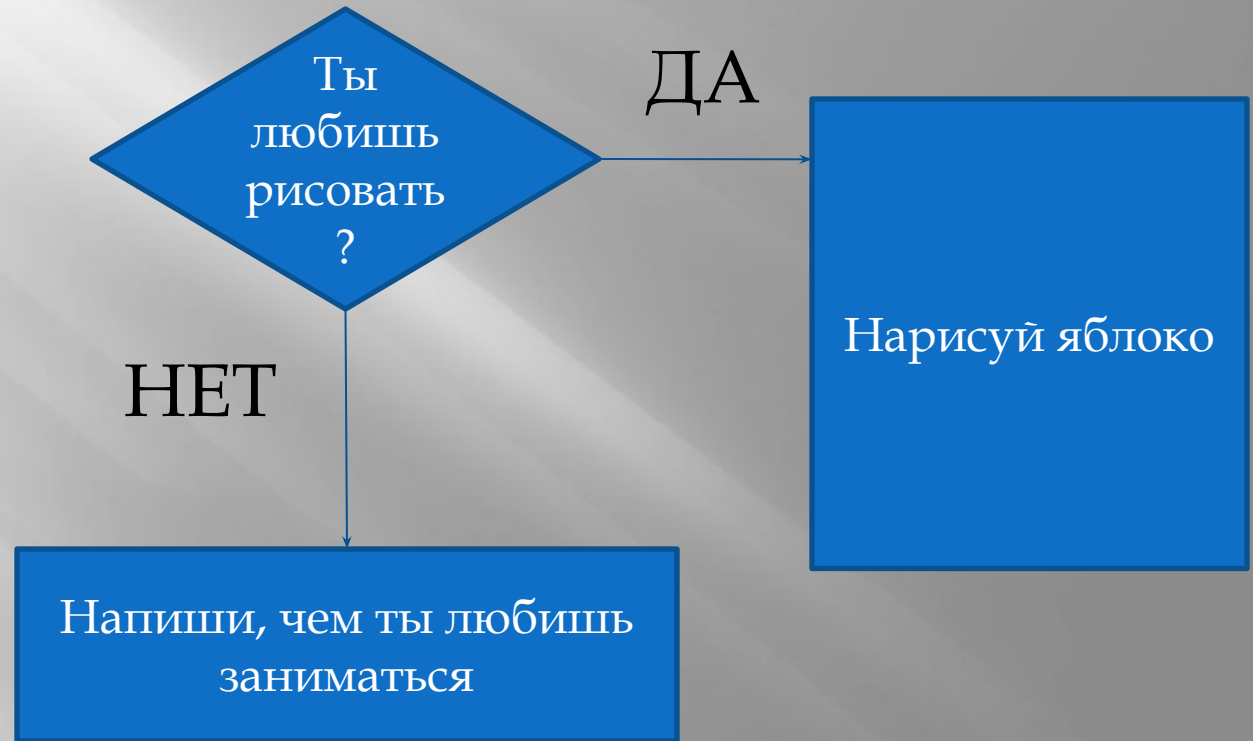 Ты
любишь
рисовать
?
ДА
Нарисуй яблоко
НЕТ
Напиши, чем ты любишь
заниматься